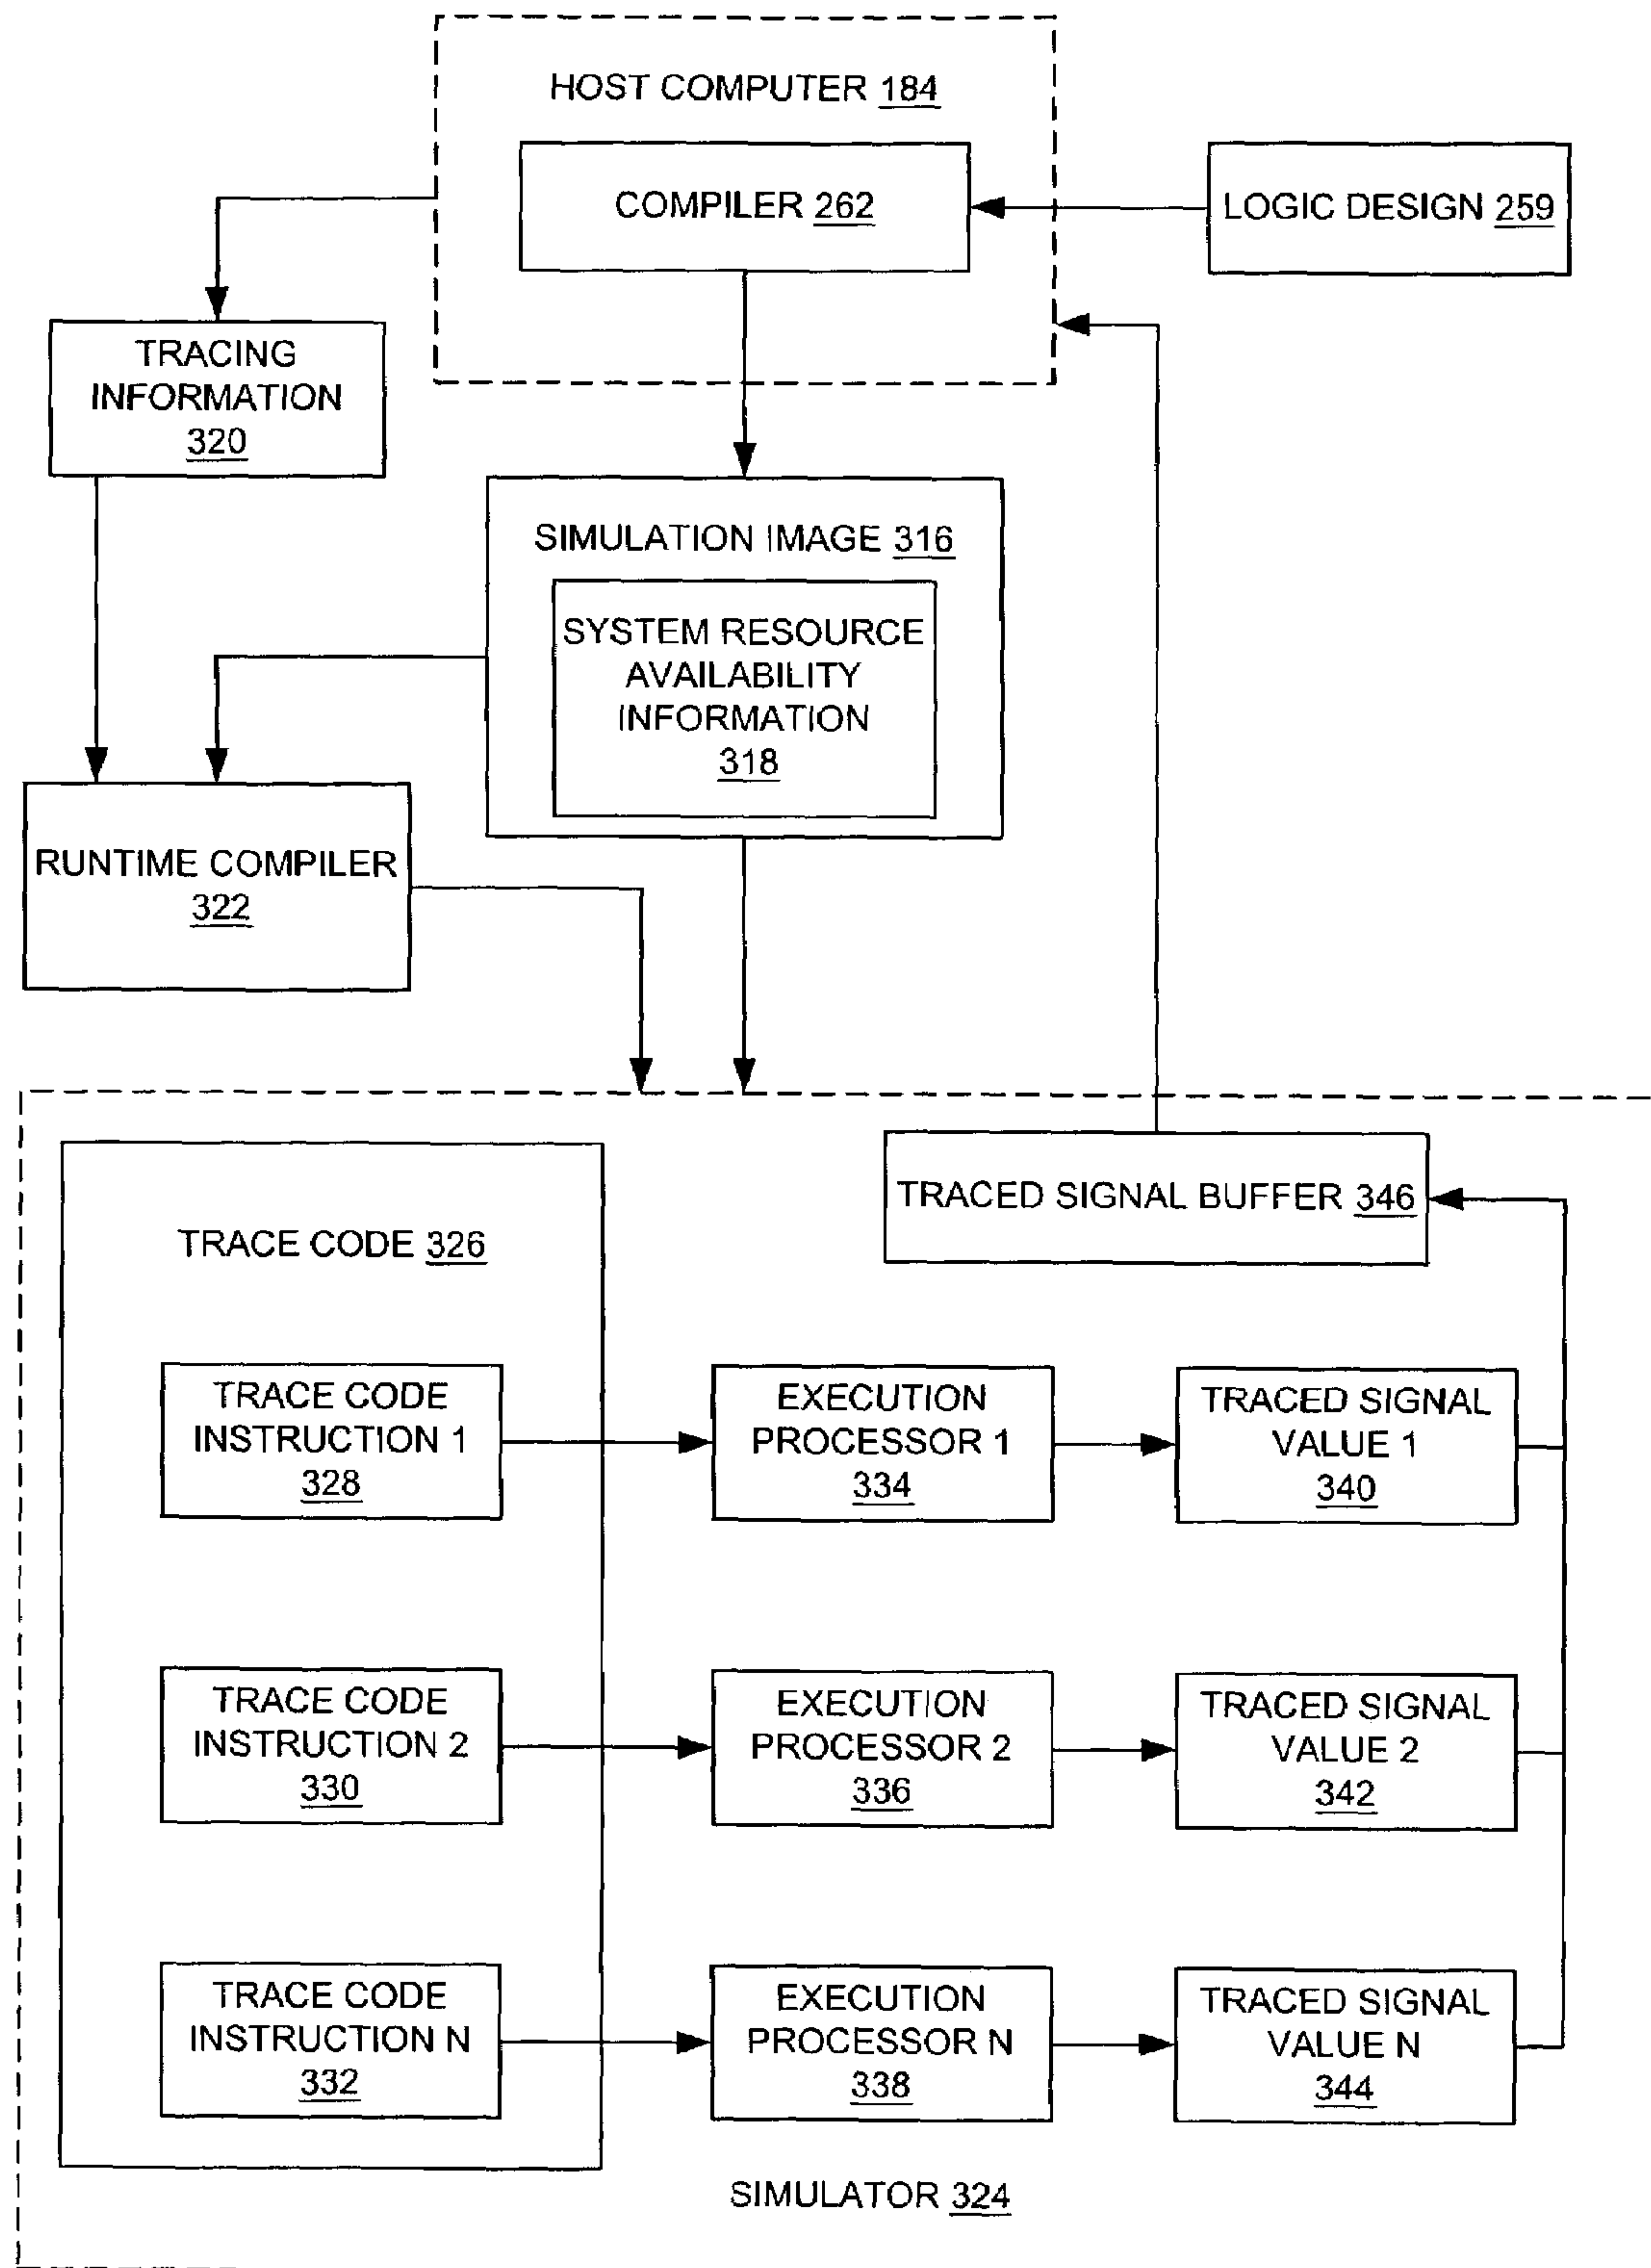 HOST COMPUTER 184
COMPILER 262
LOGIC DESIGN 259
TRACING
INFORMATION
320
SIMULATION IMAGE 316
SYSTEM RESOURCE
AVAILABILITY
INFORMATION
318
RUNTIME COMPILER
322
TRACED SIGNAL BUFFER 346
TRACE CODE 326
TRACE CODE
INSTRUCTION 1
328
EXECUTION
PROCESSOR 1
334
TRACED SIGNAL
VALUE 1
340
TRACE CODE
INSTRUCTION 2
330
EXECUTION
PROCESSOR 2
336
TRACED SIGNAL
VALUE 2
342
TRACE CODE
INSTRUCTION N
332
EXECUTION
PROCESSOR N
338
TRACED SIGNAL
VALUE N
344
SIMULATOR 324